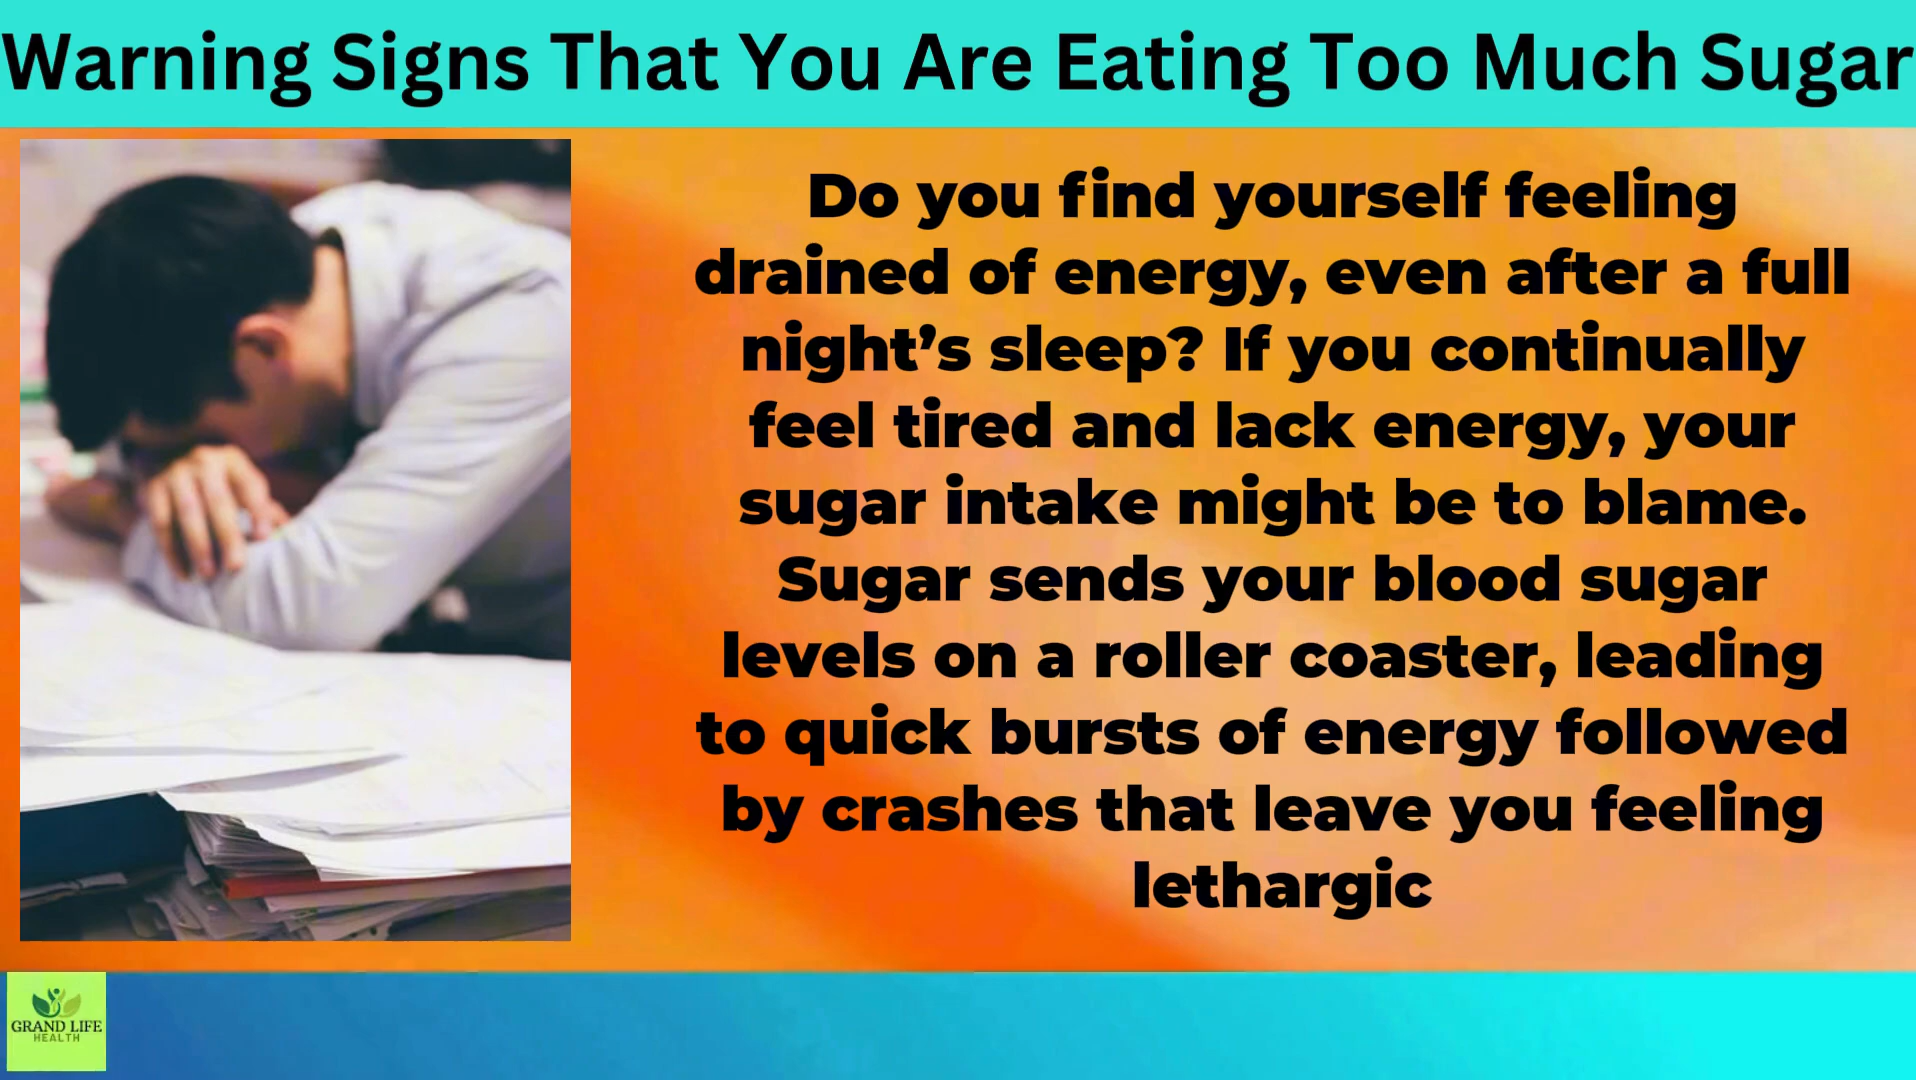 Warning Signs That You Are Eating Too Much Sugar
Do you find yourself feeling
drained of energy, even after a full
night’s sleep? If you continually
feel tired and lack energy, your
sugar intake might be to blame.
Sugar sends your blood sugar
levels on a roller coaster, leading
to quick bursts of energy followed
by crashes that leave you feeling
lethargic
GRAND LIFE
HEALTH